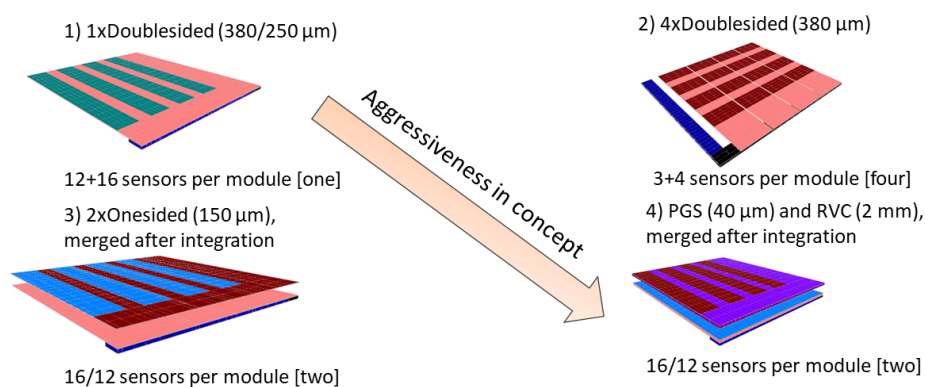 1) 1xDoublesided (380/250 µm)
2) 4xDoublesided (380 µm)
Aggressiveness in concept
12+16 sensors per module [one]
3+4 sensors per module [four]
3) 2xOnesided (150 µm),
merged after integration
4) PGS (40 µm) and RVC (2 mm),
merged after integration
16/12 sensors per module [two]
16/12 sensors per module [two]